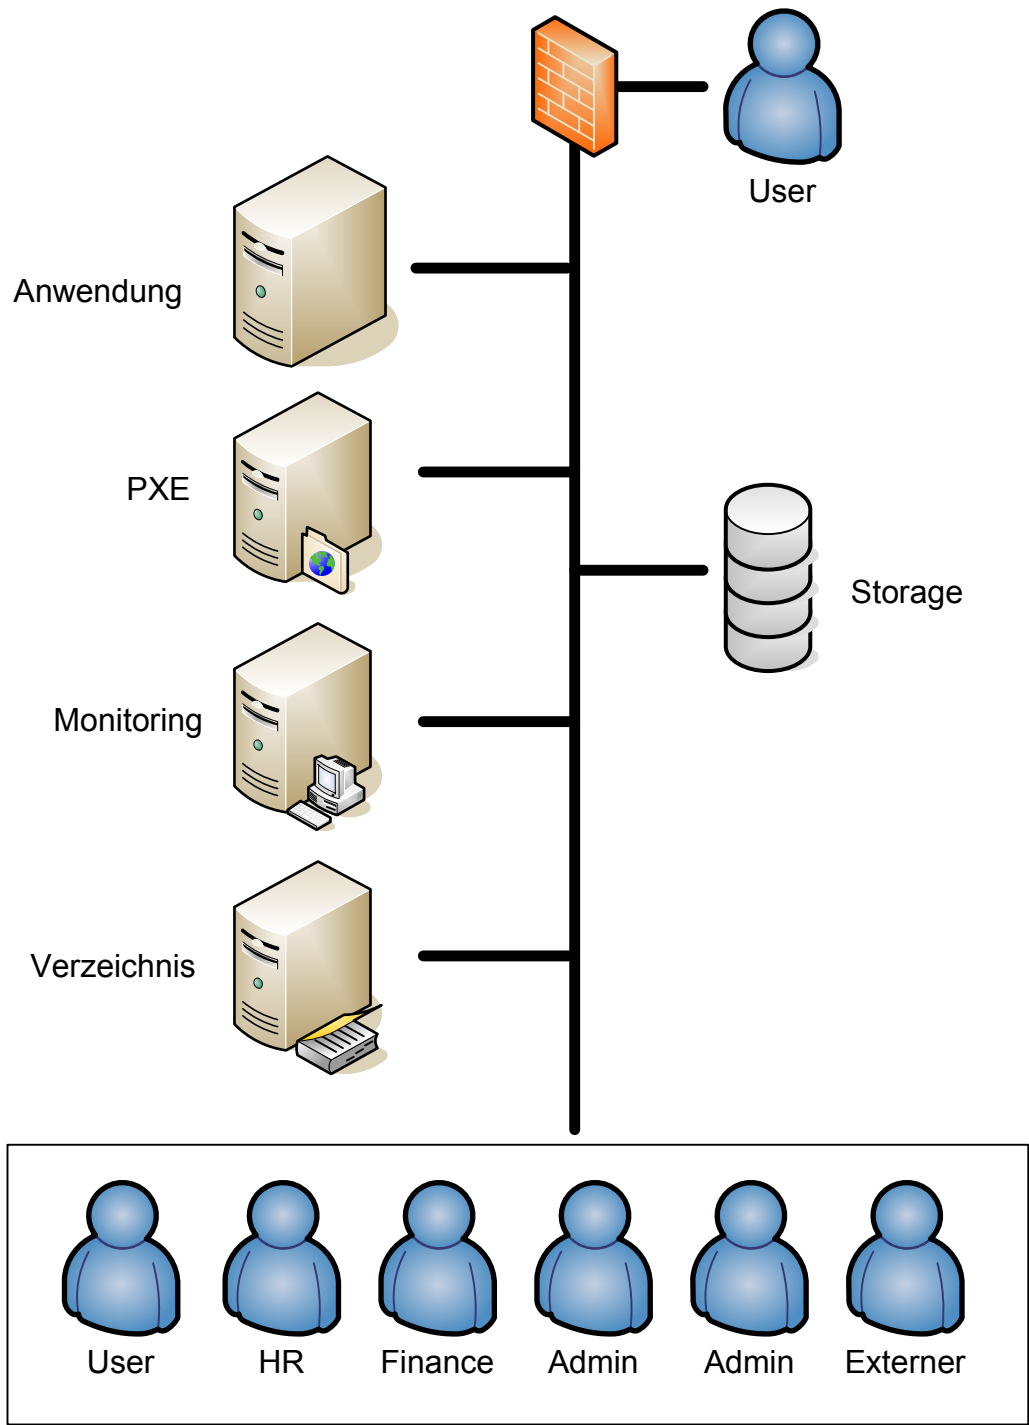 User
Anwendung
PXE
Storage
Monitoring
Verzeichnis
User HR Finance Admin Admin Externer